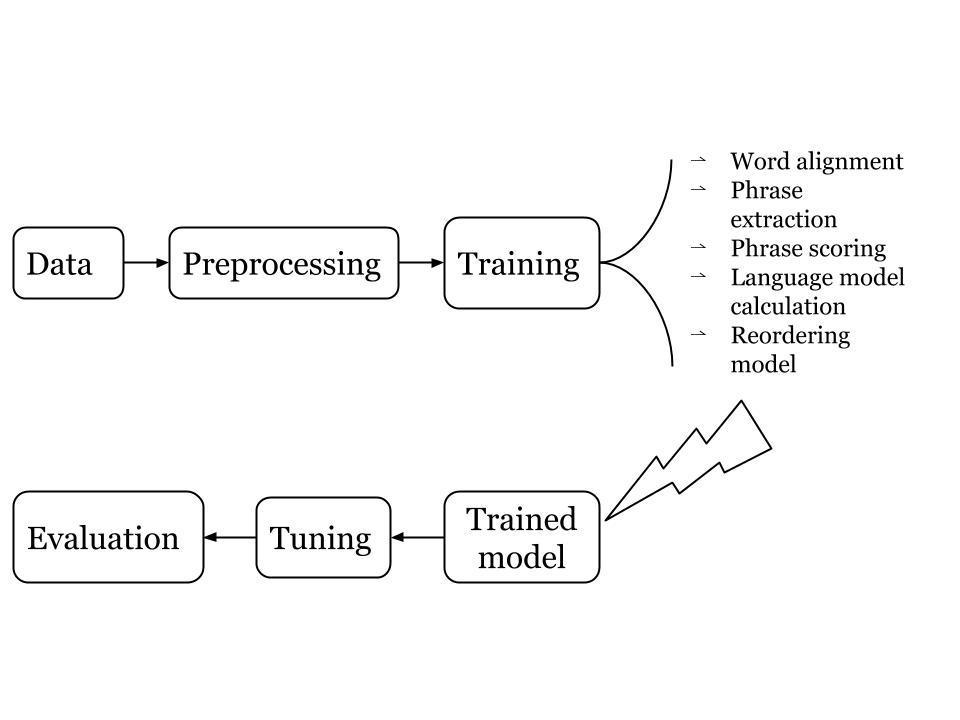 Data
Preprocessing
Training
⇀ Word alignment
⇀ Phrase
extraction
⇀ Phrase scoring
⇀ Language model
calculation
⇀ Reordering
model
Evaluation
Tuning
Trained
model